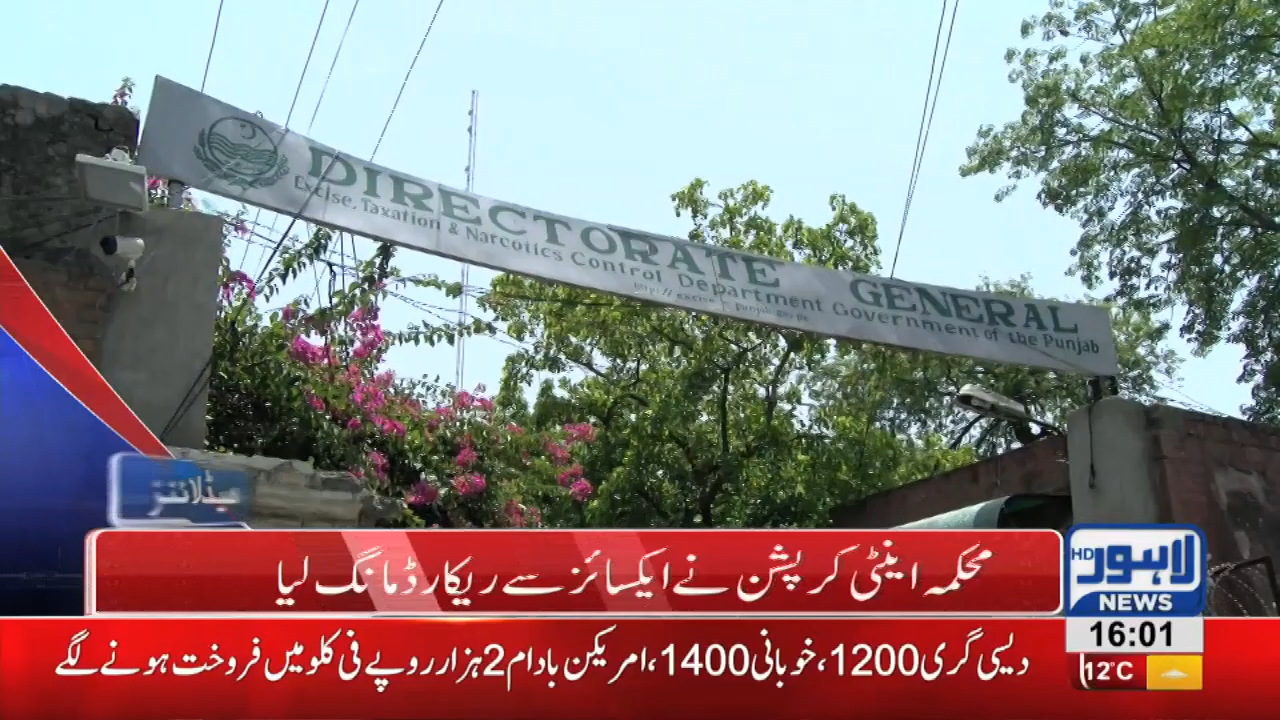 DIRECTORATE GENERAL
Excise, Taxation & Narcotics Control Department Government of the Punjab
ہیڈلائنز
محکمہ اینٹی کرپشن نے ایکسائز سے ریکارڈ مانگ لیا
HD لاہور
NEWS
16:01
12°C
دیسی گری 1200، خوبانی 1400، امریکن بادام 2 ہزار روپے فی کلو میں فروخت ہونے لگے